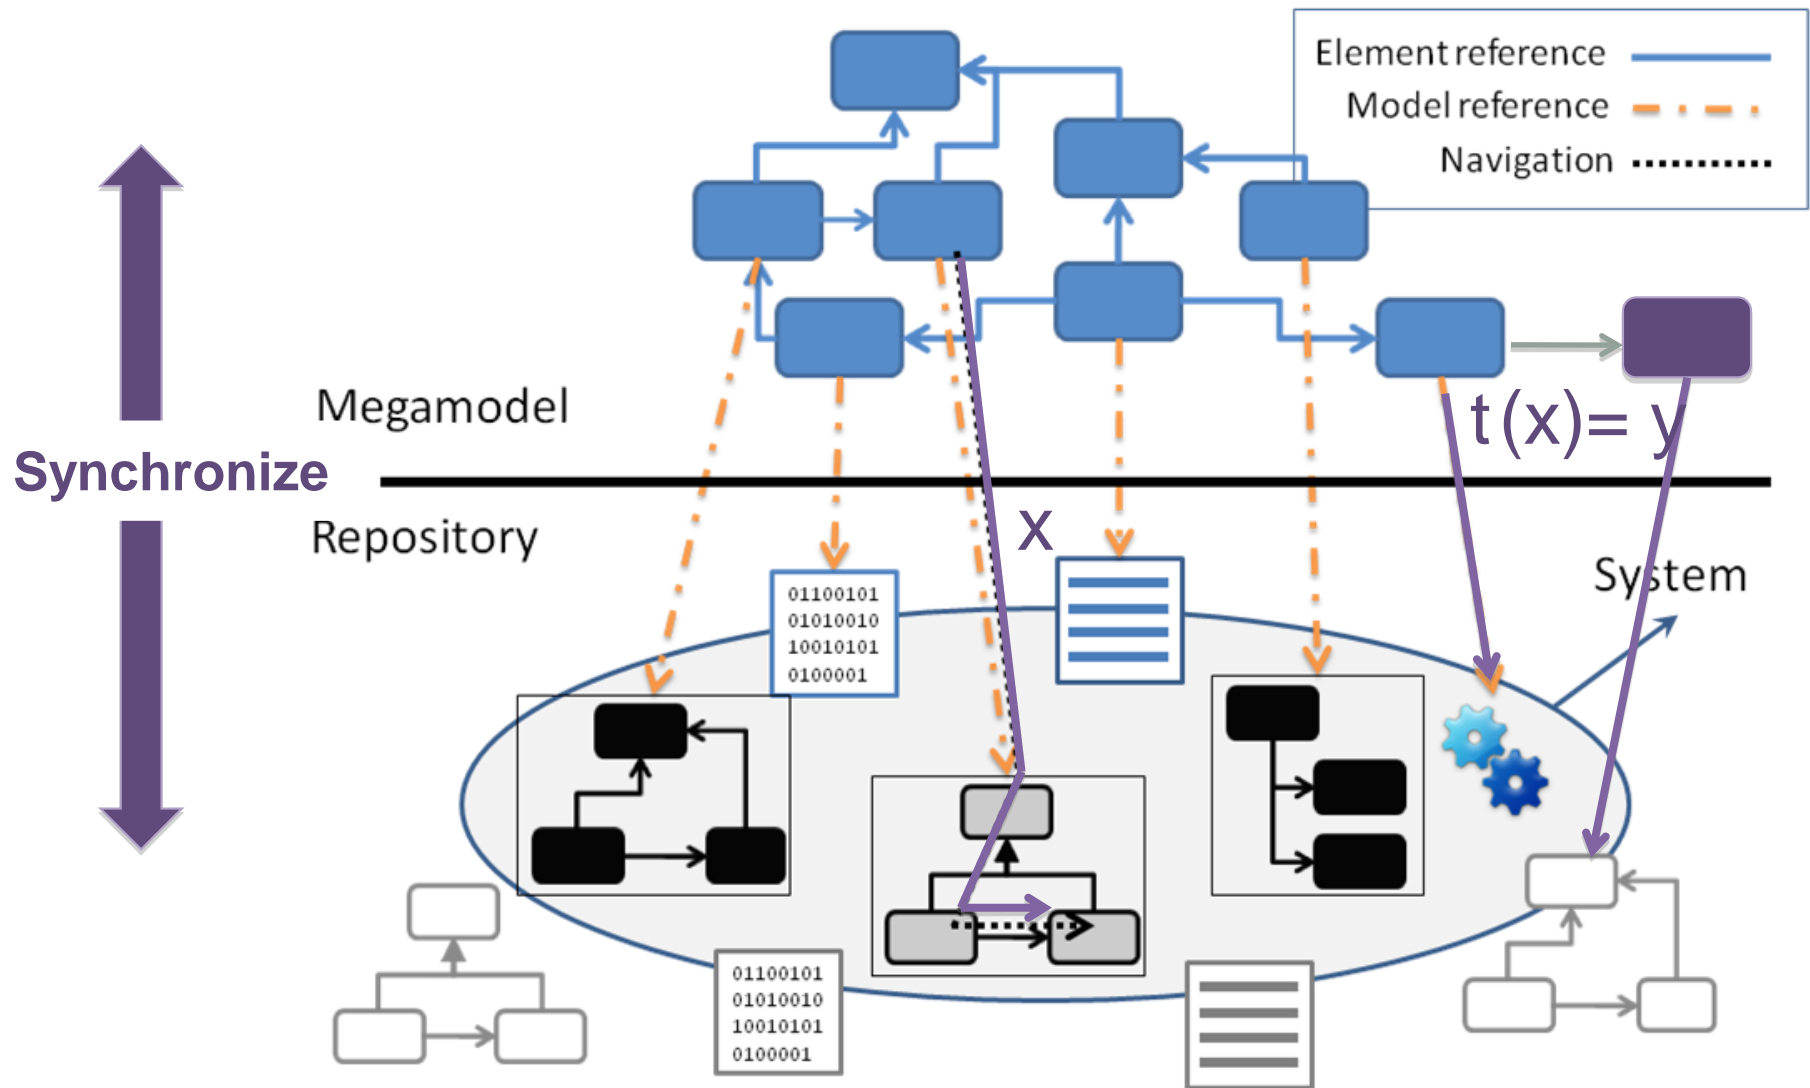 Element reference
Model reference
Navigation
Megamodel
t(x)= y
Synchronize
x
Repository
System
01100101
01010010
10010101
0100001
01100101
01010010
10010101
0100001